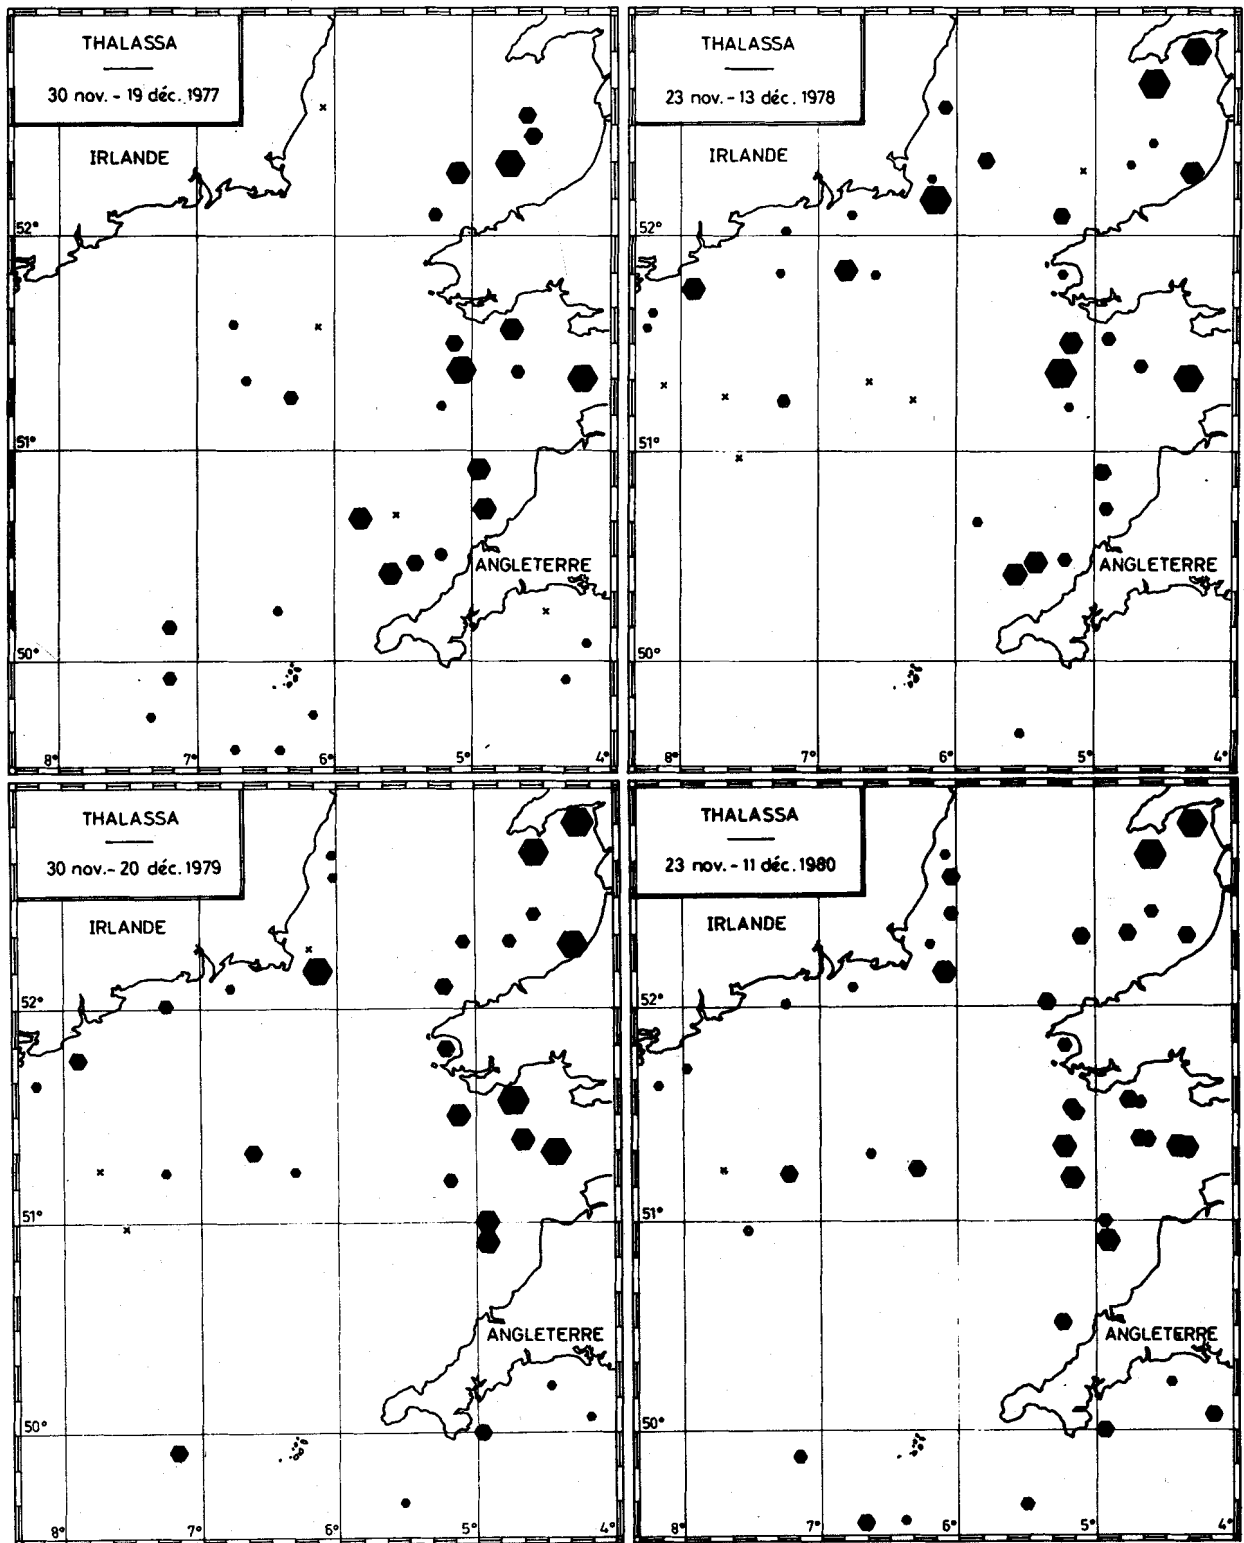 THALASSA
30 nov. - 19 déc. 1977
IRLANDE
52°
51°
ANGLETERRE
50°
8° 7° 6° 5° 4°
THALASSA
23 nov. - 13 déc. 1978
IRLANDE
52°
51°
ANGLETERRE
50°
8° 7° 6° 5° 4°
THALASSA
30 nov. - 20 déc. 1979
IRLANDE
52°
51°
ANGLETERRE
50°
8° 7° 6° 5° 4°
THALASSA
23 nov. - 11 déc. 1980
IRLANDE
52°
51°
ANGLETERRE
50°
8° 7° 6° 5° 4°